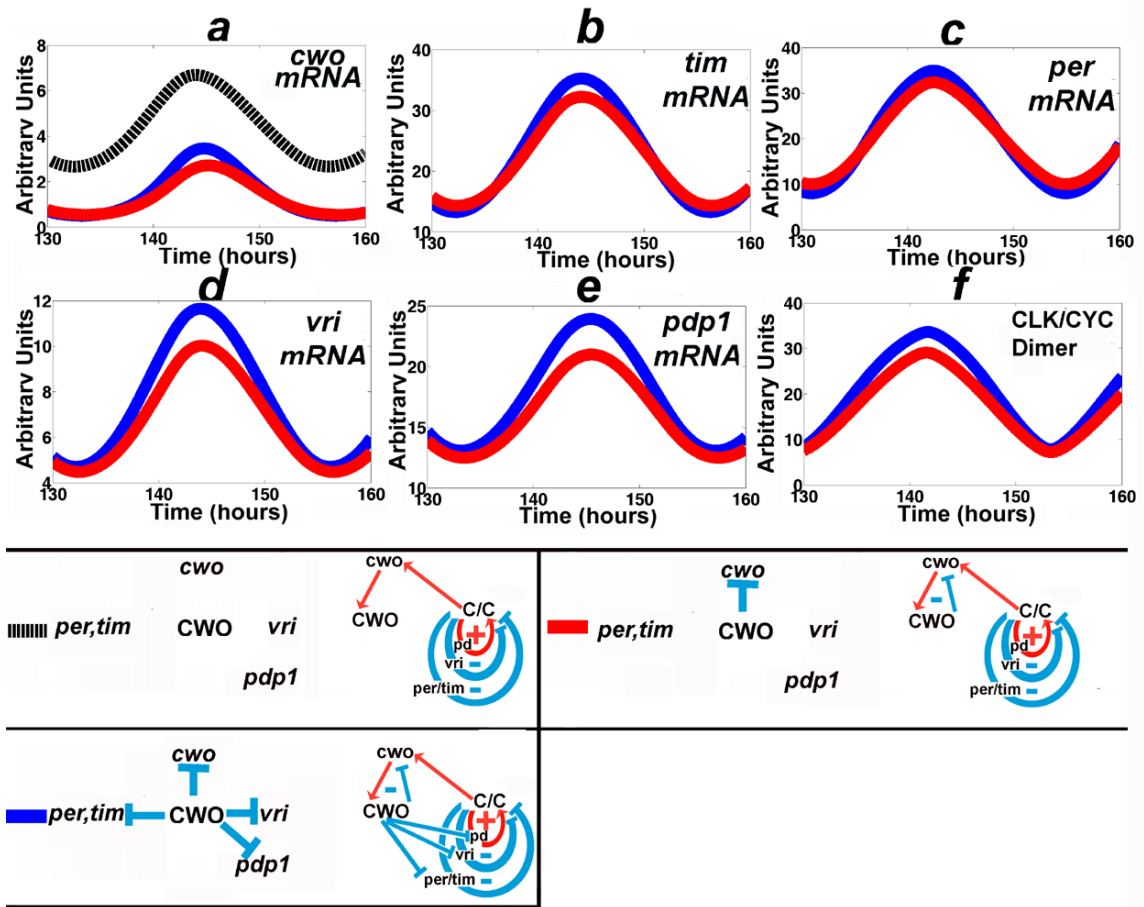 a
cwo
mRNA
Arbitrary Units
8
6
4
2
0
130
140
150
160
Time (hours)
b
tim
mRNA
Arbitrary Units
40
30
20
10
130
140
150
160
Time (hours)
c
per
mRNA
Arbitrary Units
40
30
20
10
0
130
140
150
160
Time (hours)
d
vri
mRNA
Arbitrary Units
12
10
8
6
4
130
140
150
160
Time (hours)
e
pdp1
mRNA
Arbitrary Units
25
20
15
10
130
140
150
160
Time (hours)
f
CLK/CYC
Dimer
Arbitrary Units
40
30
20
10
0
130
140
150
160
Time (hours)
cwo
per,tim
CWO
vri
pdp1
cwo
CWO
C/C
+
pd
vri
-
per/tim
-
cwo
per,tim
CWO
vri
pdp1
cwo
-
CWO
C/C
+
pd
vri
-
per/tim
-
cwo
per,tim
CWO
vri
pdp1
cwo
-
CWO
C/C
+
pd
vri
-
per/tim
-